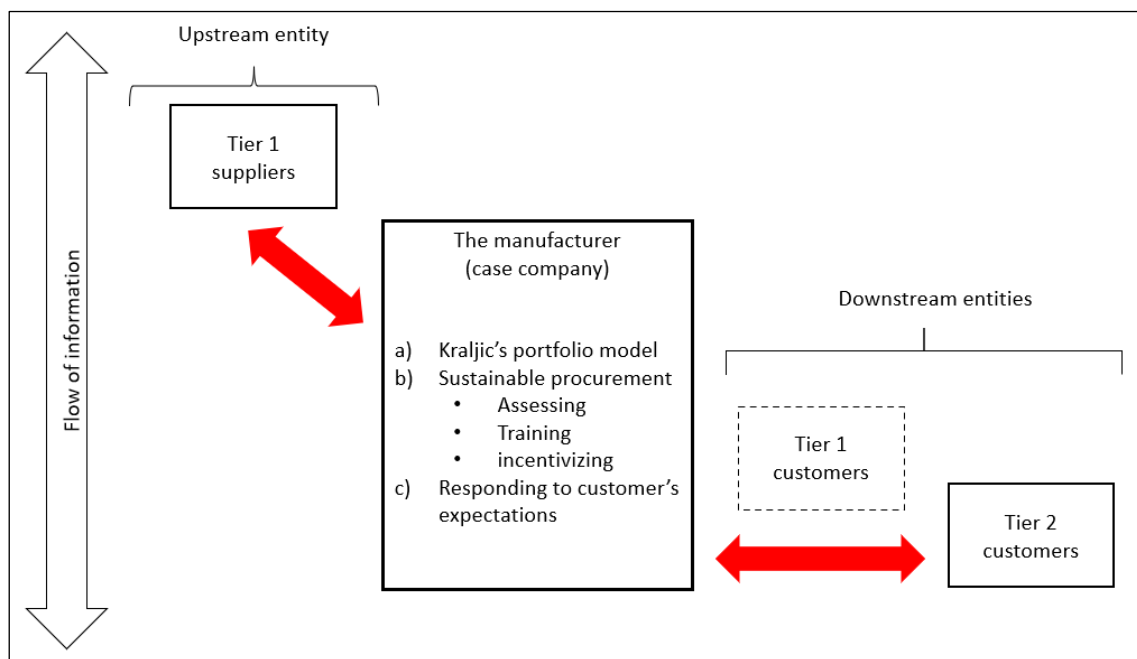 Upstream entity
Tier 1
suppliers
Flow of information
The manufacturer
(case company)
a) Kraljic’s portfolio model
b) Sustainable procurement
• Assessing
• Training
• incentivizing
c) Responding to customer’s
expectations
Downstream entities
Tier 1
customers
Tier 2
customers